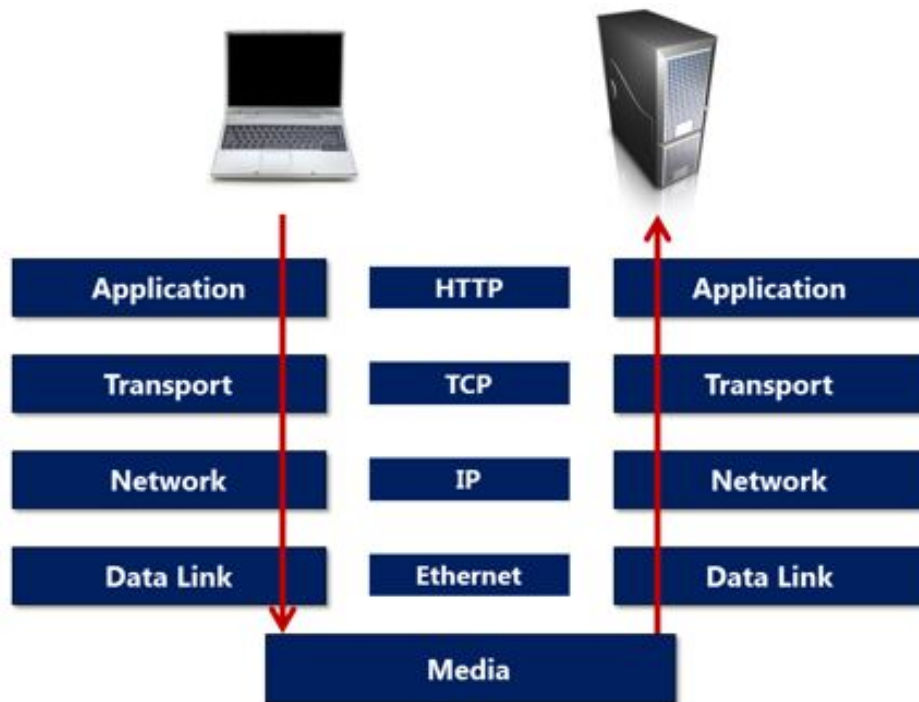 Application HTTP Application
Transport TCP Transport
Network IP Network
Data Link Ethernet Data Link
Media